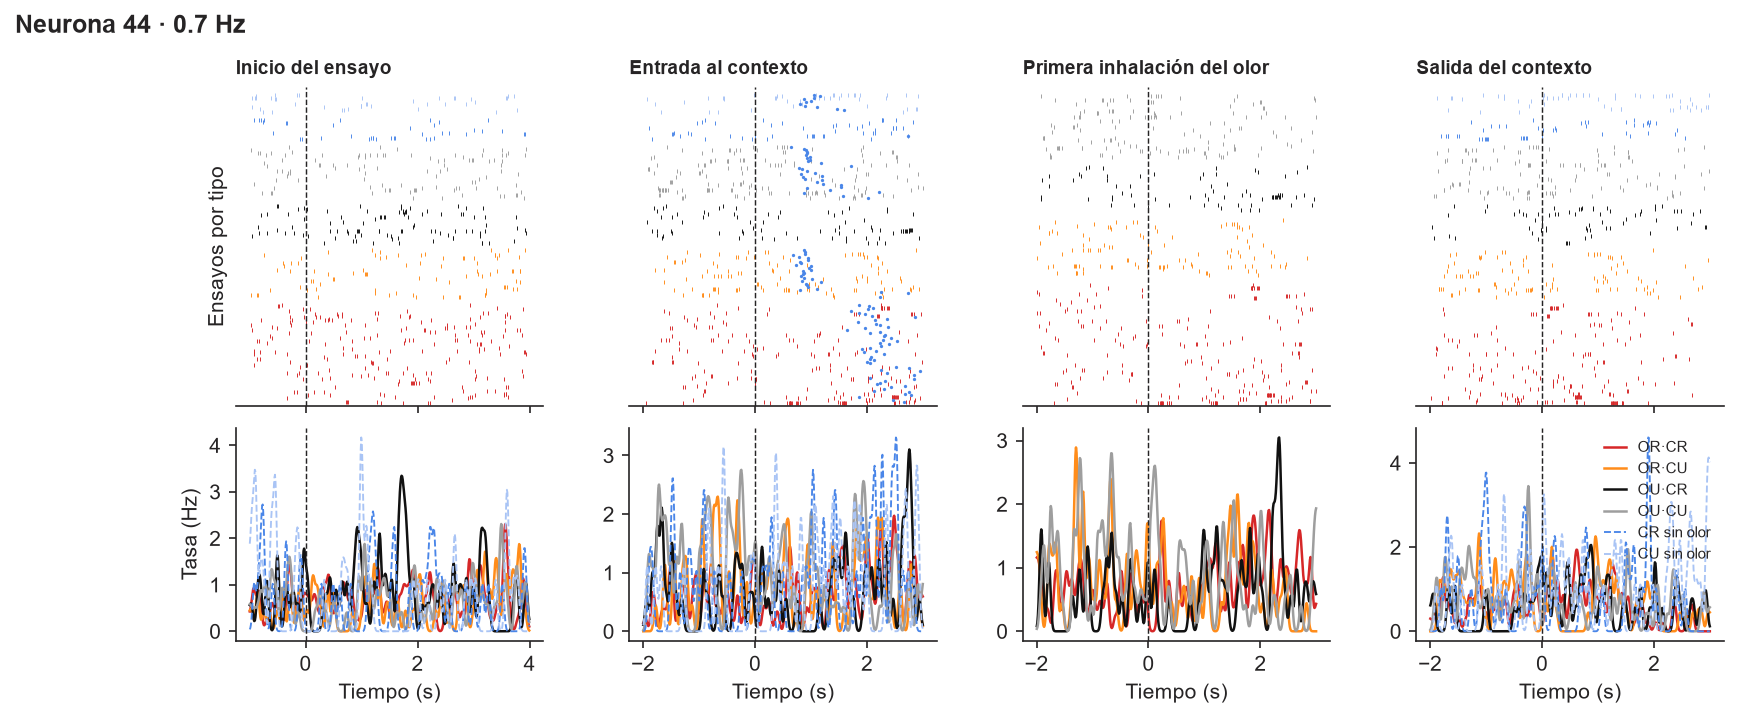 Neurona 44 · 0.7 Hz
Inicio del ensayo
Entrada al contexto
Primera inhalación del olor
Salida del contexto
Ensayos por tipo
Tasa (Hz)
4
3
2
1
0
0
2
4
Tiempo (s)
3
2
1
0
−2
0
2
Tiempo (s)
3
2
1
0
−2
0
2
Tiempo (s)
4
2
0
−2
0
2
Tiempo (s)
OR·CR
OR·CU
OU·CR
OU·CU
CR sin olor
CU sin olor